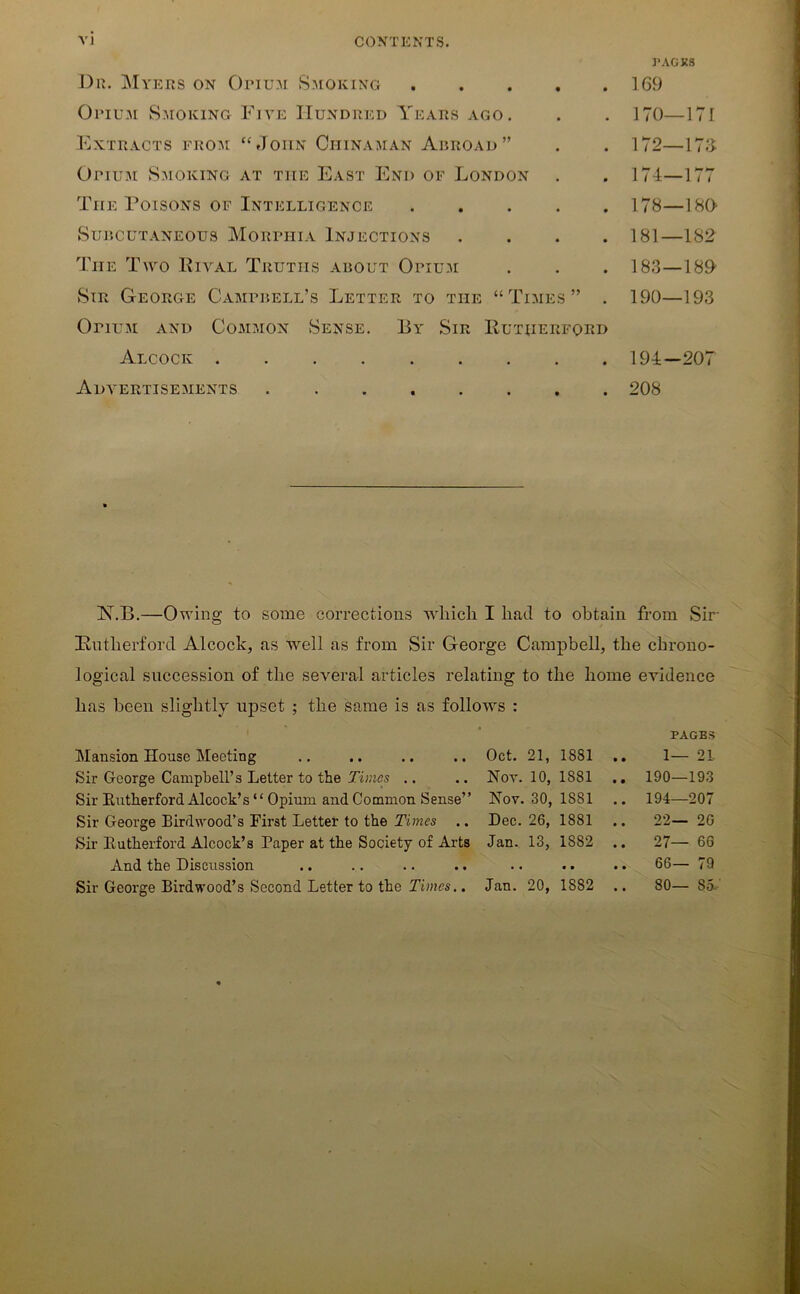 vi CONTENTS.
PAGES
Dr. Myers on Opium Smoking . . . . . 169
Opium Smoking Five Hundred Years ago . . . 170—171
Extracts from “John Chinaman Abroad” . . 172—173
Opium Smoking at the East End of London . . 174—177
The Poisons of Intelligence . . . . . 178—180
Subcutaneous Morphia Injections . . . . 181—182
The Two Rival Truths about Opium . . . 183—189
Sir George Campbell’s Letter to the “Times” . 190—193
Opium and Common Sense. By Sir Rutherford
Alcock . . . . . . . . . 194—207
Advertisements . . . . . . . . 208
N.B.—Owing to some corrections which I had to obtain from Sir
Rutherford Alcock, as well as from Sir George Campbell, the chrono-
logical succession of the several articles relating to the home evidence
has been slightly upset ; the same is as follows :
PAGES
Mansion House Meeting .. .. .. .. Oct. 21, 1881 .. 1— 21
Sir George Campbell’s Letter to the Times .. .. Nov. 10, 1881 .. 190—193
Sir Rutherford Alcock’s “Opium and Common Sense” Nov. 30, 1881 .. 194—207
Sir George Birdwood’s First Letter to the Times .. Dec. 26, 1881 .. 22— 26
Sir Rutherford Alcock’s Paper at the Society of Arts Jan. 13, 1882 .. 27— 66
And the Discussion .. .. .. .. .. .. .. 66— 79
Sir George Birdwood’s Second Letter to the Times.. Jan. 20, 1882 .. 80— 85